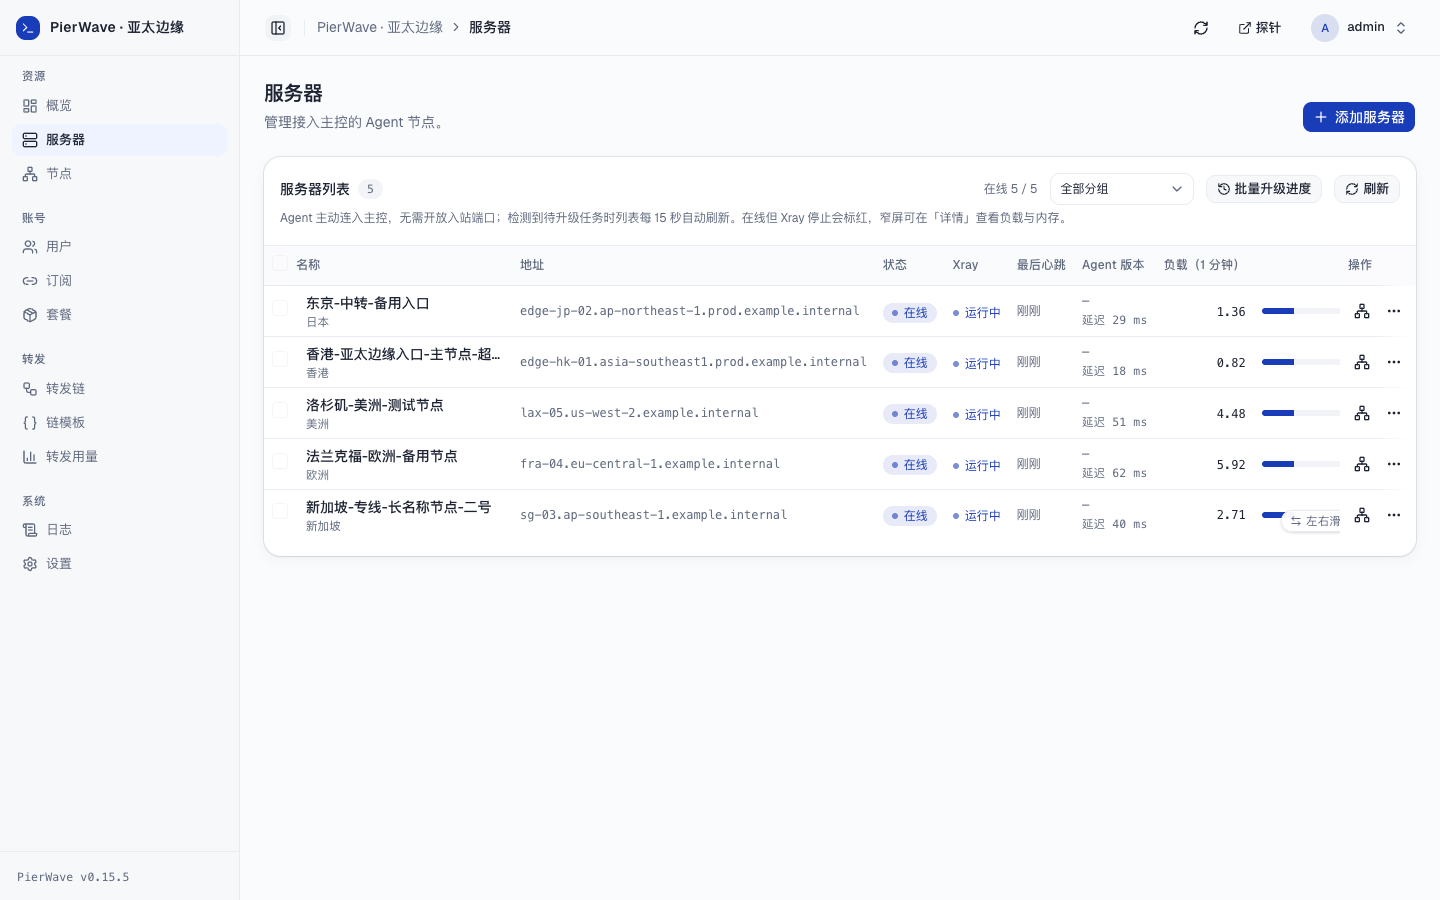 PierWave · 亚太边缘
PierWave · 亚太边缘 服务器
探针
A admin
资源
概览
服务器
节点
账号
用户
订阅
套餐
转发
转发链
链模板
转发用量
系统
日志
设置
PierWave v0.15.5
服务器
管理接入主控的 Agent 节点。
添加服务器
服务器列表 5
在线 5 / 5
全部分组
批量升级进度
刷新
Agent 主动连入主控，无需开放入站端口；检测到待升级任务时列表每 15 秒自动刷新。在线但 Xray 停止会标红，窄屏可在「详情」查看负载与内存。
名称 地址 状态 Xray 最后心跳 Agent 版本 负载（1 分钟） 操作
东京-中转-备用入口 edge-jp-02.ap-northeast-1.prod.example.internal 在线 运行中 刚刚 — 1.36
日本 延迟 29 ms
香港-亚太边缘入口-主节点-超… edge-hk-01.asia-southeast1.prod.example.internal 在线 运行中 刚刚 — 0.82
香港 延迟 18 ms
洛杉矶-美洲-测试节点 lax-05.us-west-2.example.internal 在线 运行中 刚刚 — 4.48
美洲 延迟 51 ms
法兰克福-欧洲-备用节点 fra-04.eu-central-1.example.internal 在线 运行中 刚刚 — 5.92
欧洲 延迟 62 ms
新加坡-专线-长名称节点-二号 sg-03.ap-southeast-1.example.internal 在线 运行中 刚刚 — 2.71
新加坡 延迟 40 ms
左右滑